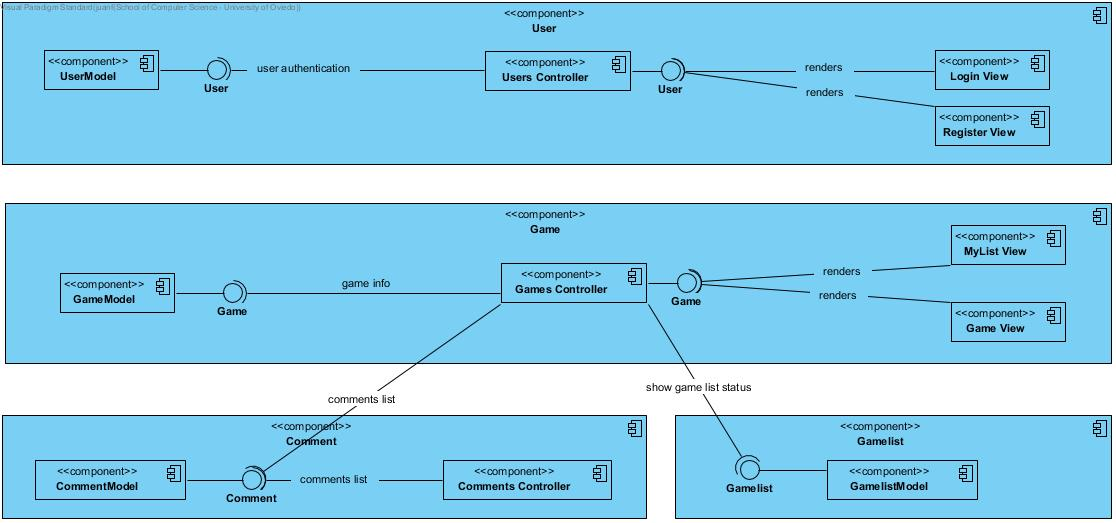 Visual Paradigm Standard(juanf(School of Computer Science - University of Oviedo))
<<component>>
User
<<component>>
UserModel
User
user authentication
<<component>>
Users Controller
User
renders
renders
<<component>>
Login View
<<component>>
Register View
<<component>>
Game
<<component>>
GameModel
Game
game info
<<component>>
Games Controller
Game
renders
renders
<<component>>
MyList View
<<component>>
Game View
comments list
show game list status
<<component>>
Comment
<<component>>
CommentModel
Comment
comments list
<<component>>
Comments Controller
<<component>>
Gamelist
Gamelist
<<component>>
GamelistModel